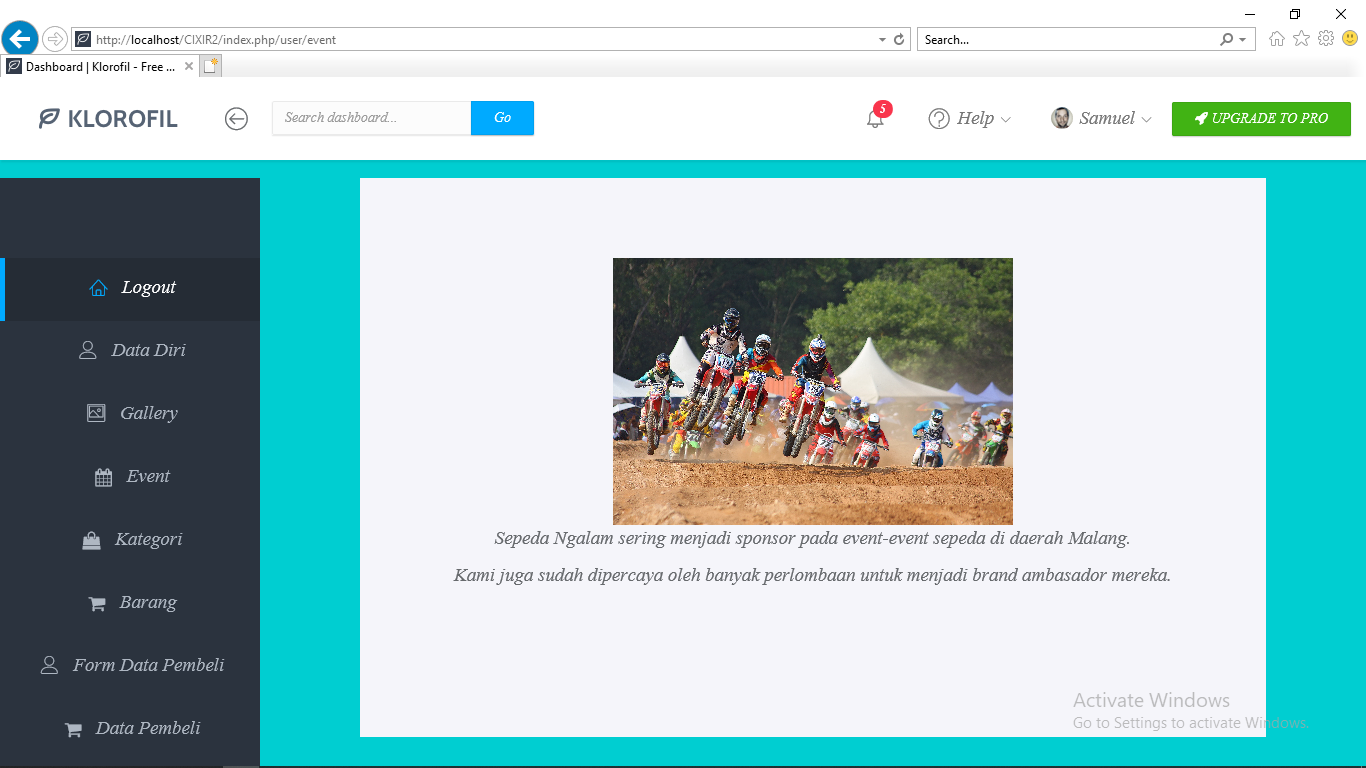 http://localhost/CIXIR2/index.php/user/event
Search...
Dashboard | Klorofil - Free ...
KLOROFIL
Search dashboard...
Go
5
Help
Samuel
UPGRADE TO PRO
Logout
Data Diri
Gallery
Event
Kategori
Barang
Form Data Pembeli
Data Pembeli
Sepeda Ngalam sering menjadi sponsor pada event-event sepeda di daerah Malang.
Kami juga sudah dipercaya oleh banyak perlombaan untuk menjadi brand ambasador mereka.
Activate Windows
Go to Settings to activate Windows.